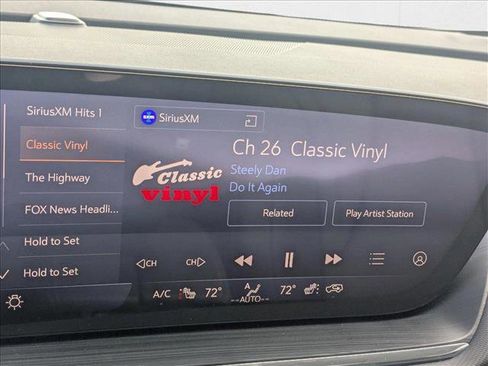 SiriusXM Hits 1
Classic Vinyl
The Highway
FOX News Headli...
Hold to Set
Hold to Set
SiriusXM
Classic
vinyl
Ch 26 Classic Vinyl
Steely Dan
Do It Again
Related
Play Artist Station
CH
CH
A/C
72°
AUTO
72°